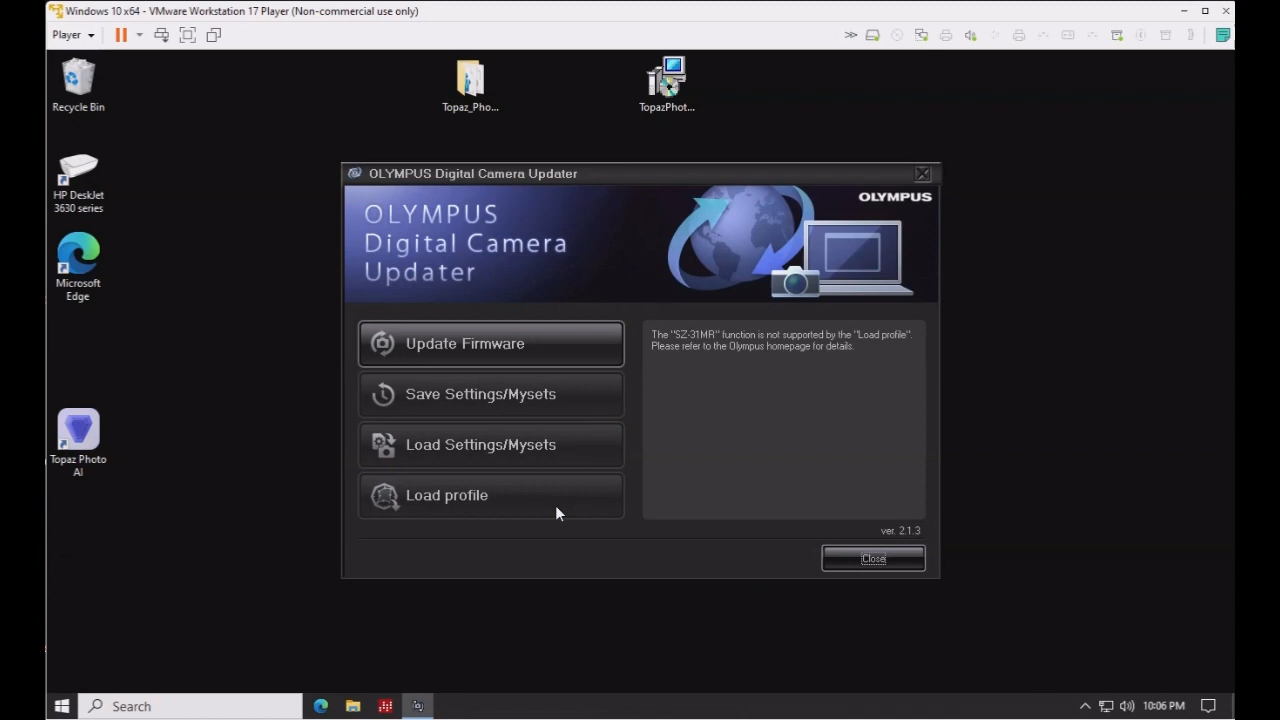 Windows 10 x64 - VMware Workstation 17 Player (Non-commercial use only)
Player
Recycle Bin
Topaz_Pho...
TopazPhot...
HP DeskJet
3630 series
Microsoft
Edge
Topaz Photo
AI
OLYMPUS Digital Camera Updater
OLYMPUS
OLYMPUS
Digital Camera
Updater
Update Firmware
Save Settings/Mysets
Load Settings/Mysets
Load profile
The "SZ-31MR" function is not supported by the "Load profile".
Please refer to the Olympus homepage for details.
ver. 2.1.3
Close
Search
10:06 PM